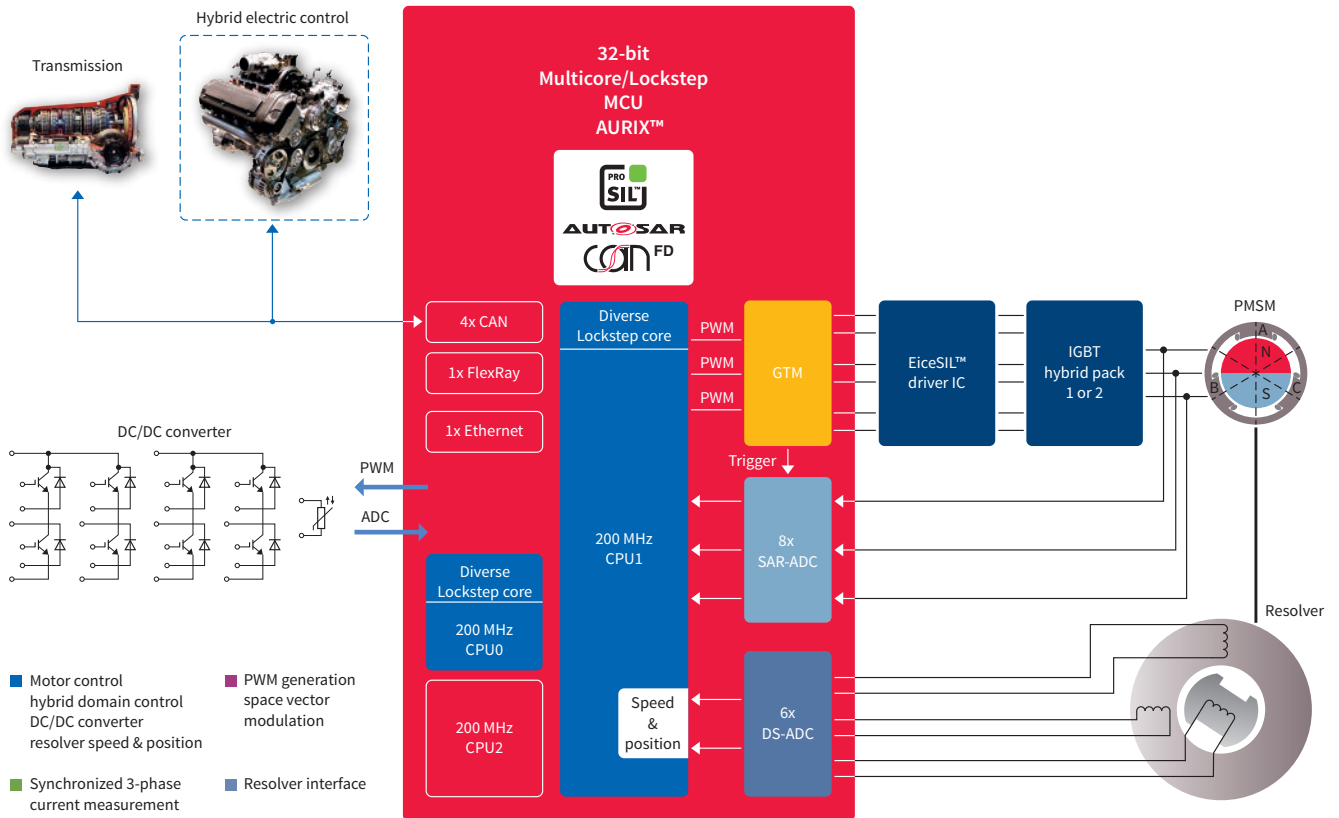 Hybrid electric control
Transmission
32-bit
Multicore/Lockstep
MCU
AURIX™
PRO
SIL™
AUTOSAR
CAN FD
4x CAN
1x FlexRay
1x Ethernet
Diverse
Lockstep core
200 MHz
CPU1
PWM
PWM
PWM
GTM
EiceSIL™
driver IC
IGBT
hybrid pack
1 or 2
PMSM
A
N
B
C
S
DC/DC converter
PWM
ADC
Trigger
8x
SAR-ADC
Diverse
Lockstep core
200 MHz
CPU0
200 MHz
CPU2
Speed
&
position
6x
DS-ADC
Resolver
Motor control
hybrid domain control
DC/DC converter
resolver speed & position
PWM generation
space vector
modulation
Synchronized 3-phase
current measurement
Resolver interface